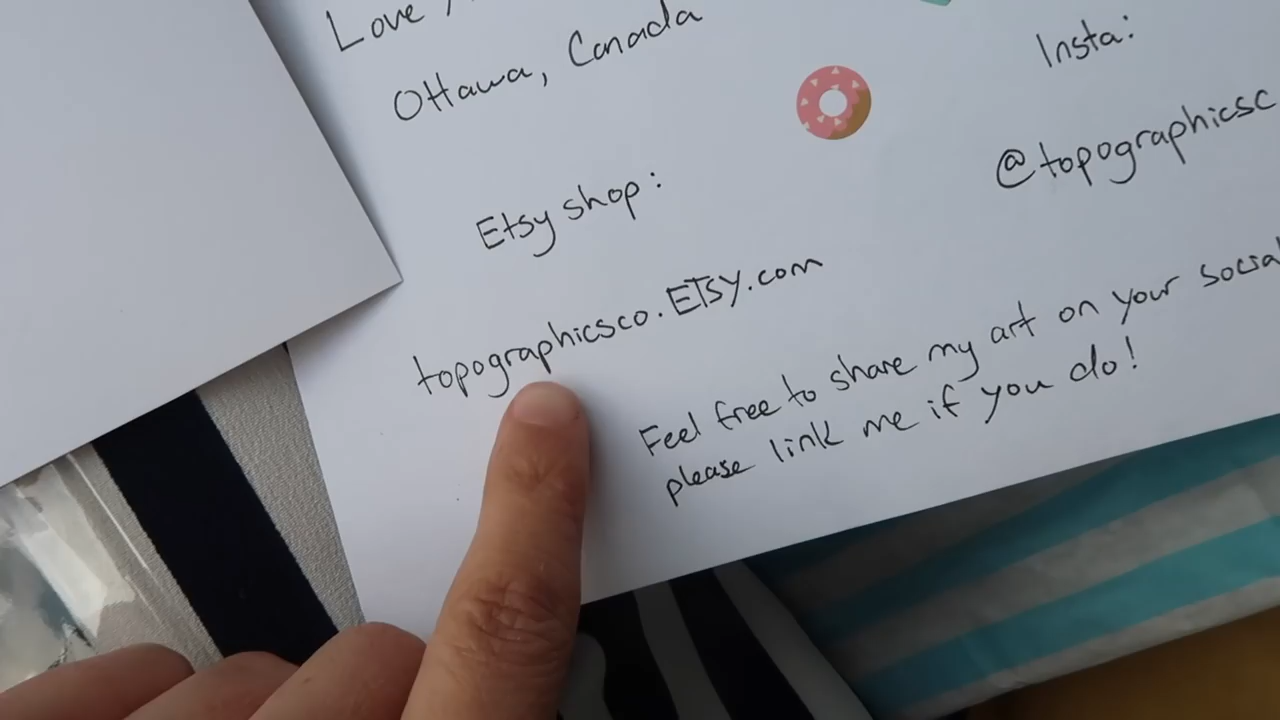 Love
Ottawa, Canada
Insta:
@topographicsc
Etsy shop:
topographicsco.ETSY.com
Feel free to share my art on your social
please link me if you do!